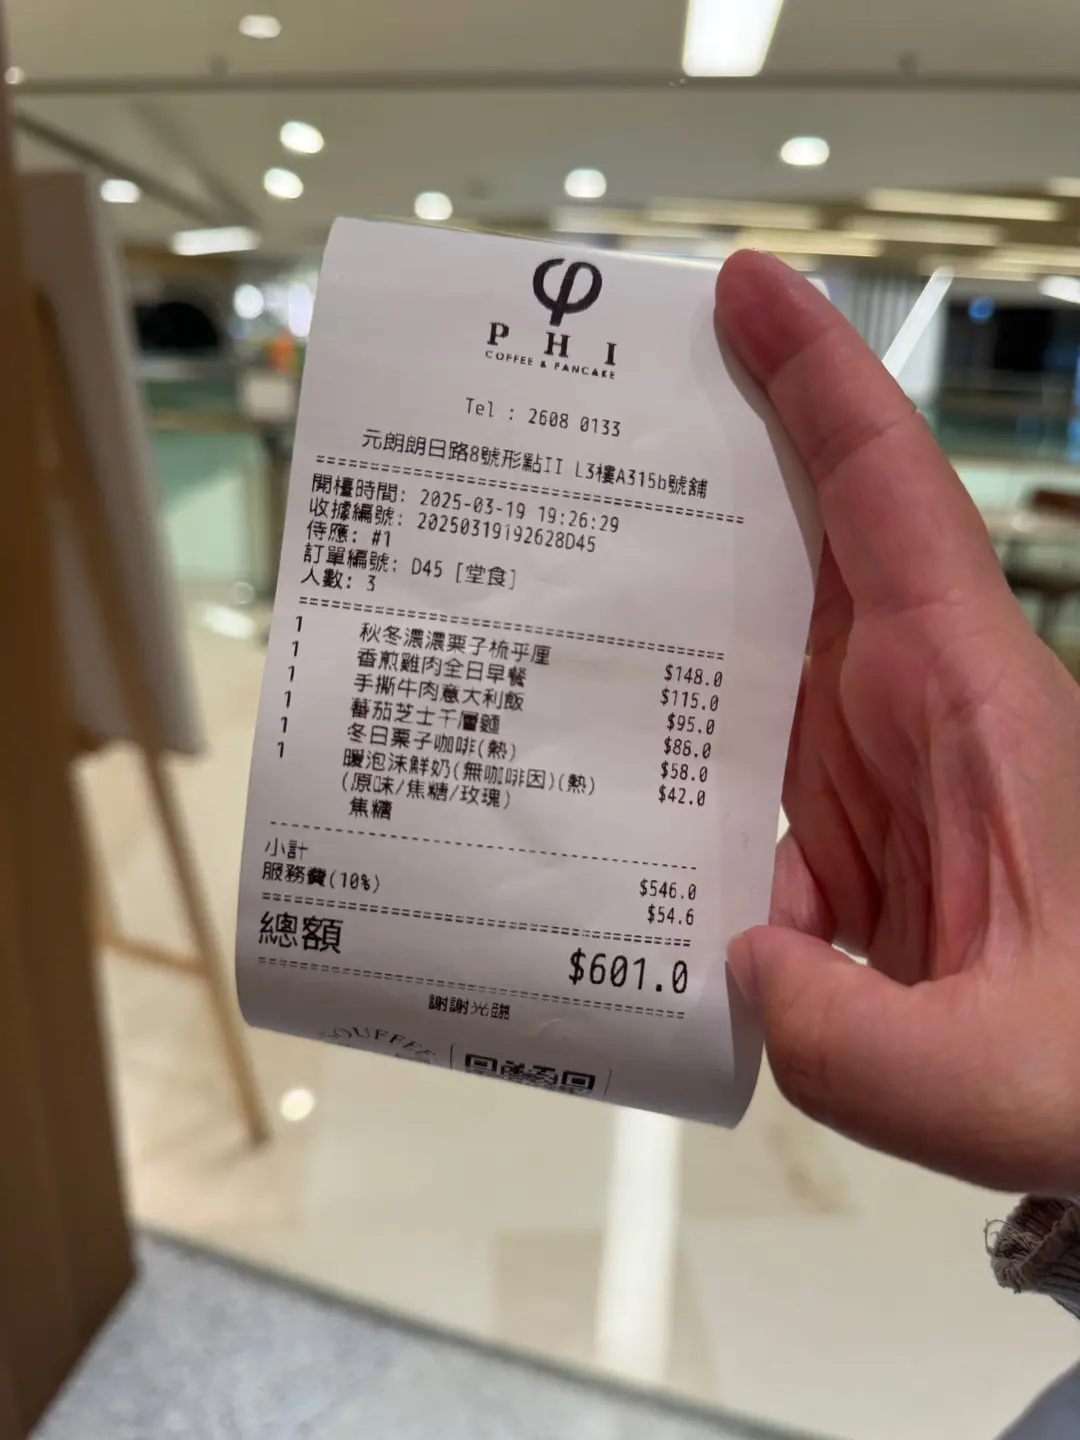 PHI
COFFEE & PANCAKE
Tel : 2608 0133
元朗朗日路8號形點II L3樓A315b號舖
開檯時間: 2025-03-19 19:26:29
收據編號: 20250319192628D45
侍應: #1
訂單編號: D45 [堂食]
人數: 3
1 秋冬濃濃栗子梳乎厘 $148.0
1 香煎雞肉全日早餐 $115.0
1 手撕牛肉意大利飯 $95.0
1 蕃茄芝士千層麵 $88.0
1 冬日栗子咖啡(熱) $58.0
1 暖泡沫鮮奶(無咖啡因)(熱) $42.0
(原味/焦糖/玫瑰)
焦糖
小計 $546.0
服務費(10%) $54.6
總額 $601.0
謝謝光臨